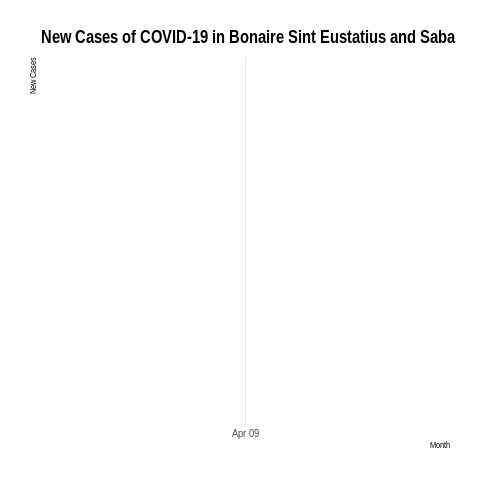 New Cases of COVID-19 in Bonaire Sint Eustatius and Saba
New Cases
Apr 09
Month